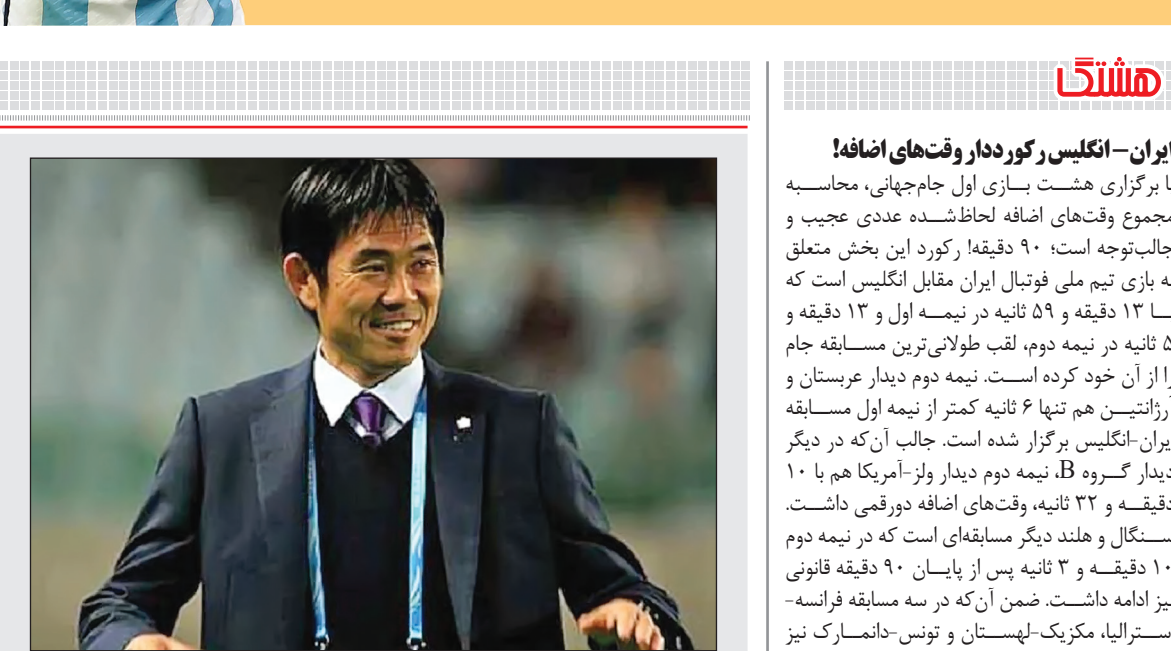 هشتگ
ایران- انگلیس رکورددار وقت‌های اضافه!
با برگزاری هشت بازی اول جام‌جهانی، محاسبه
مجموع وقت‌های اضافه لحاظ‌شده عددی عجیب و
جالب‌توجه است؛ ۹۰ دقیقه! رکورد این بخش متعلق
به بازی تیم ملی فوتبال ایران مقابل انگلیس است که
با ۱۳ دقیقه و ۵۹ ثانیه در نیمه اول و ۱۳ دقیقه و
۵ ثانیه در نیمه دوم، لقب طولانی‌ترین مسابقه جام
را از آن خود کرده است. نیمه دوم دیدار عربستان و
آرژانتین هم تنها ۶ ثانیه کمتر از نیمه اول مسابقه
ایران-انگلیس برگزار شده است. جالب آن‌که در دیگر
دیدار گروه B، نیمه دوم دیدار ولز-آمریکا هم با ۱۰
دقیقه و ۳۲ ثانیه، وقت‌های اضافه دورقمی داشت.
سنگال و هلند دیگر مسابقه‌ای است که در نیمه دوم
۱۰ دقیقه و ۳ ثانیه پس از پایان ۹۰ دقیقه قانونی
نیز ادامه داشت. ضمن آن‌که در سه مسابقه فرانسه-
استرالیا، مکزیک-لهستان و تونس-دانمارک نیز